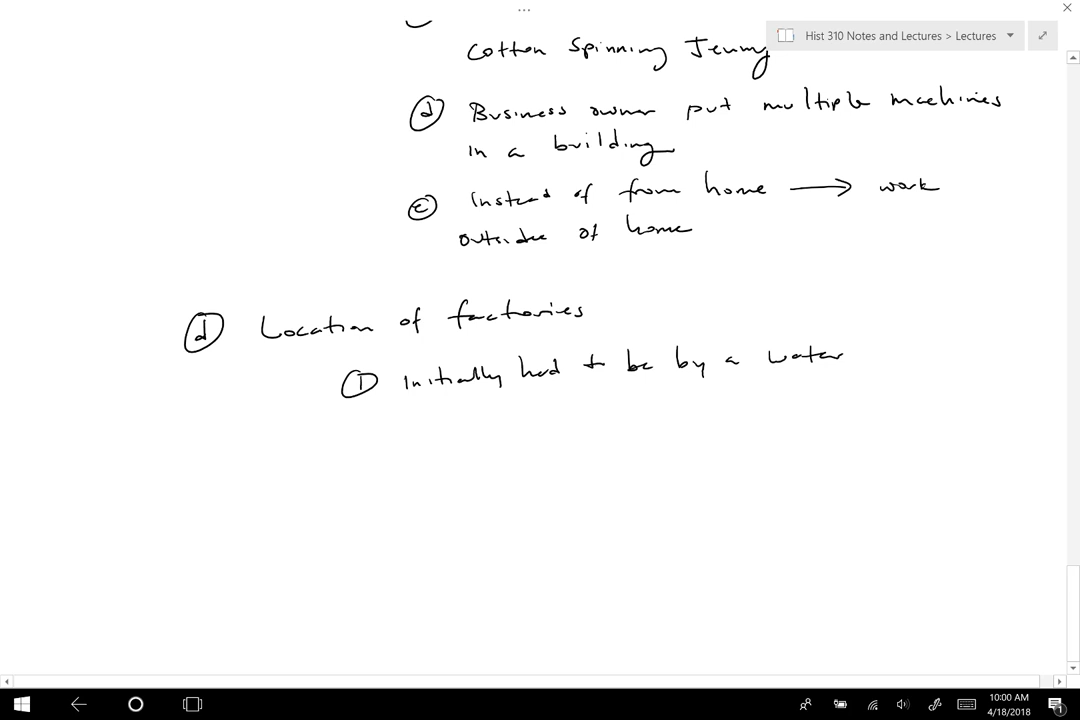 Hist 310 Notes and Lectures > Lectures
Cotton Spinning Jenny
d Business owner put multiple machines
in a building
e Instead of from home → work
outside of home
d Location of factories
1 Initially had to be by a water
10:00 AM
4/18/2018
1